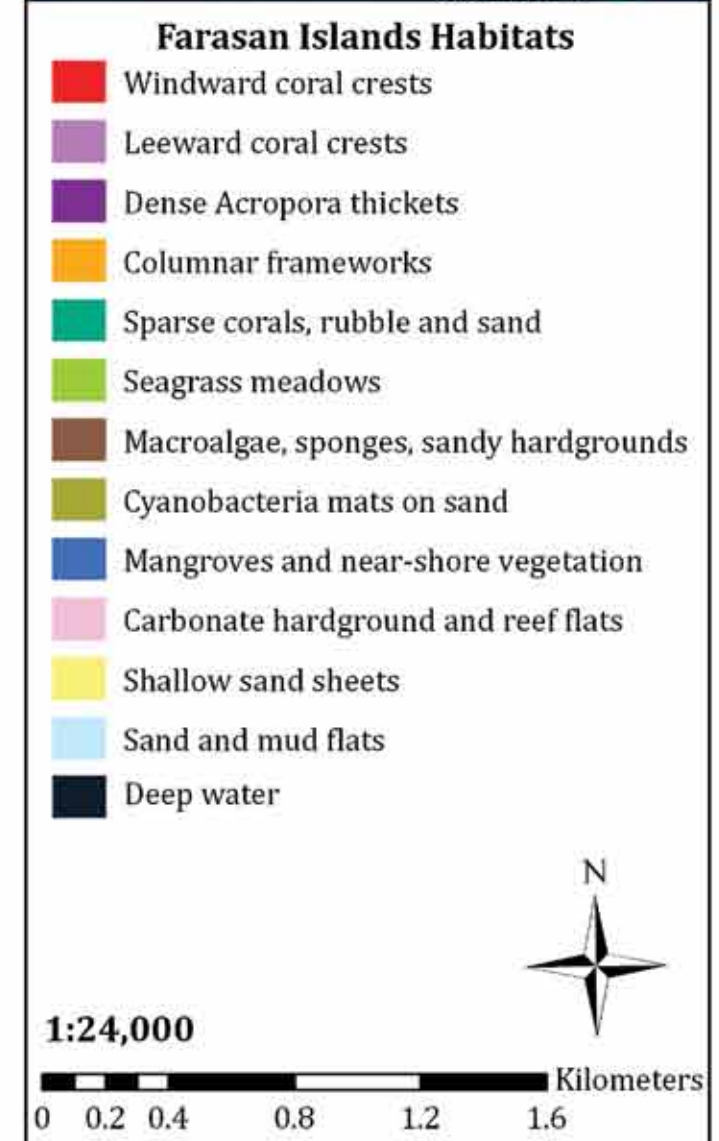 Farasan Islands Habitats
Windward coral crests
Leeward coral crests
Dense Acropora thickets
Columnar frameworks
Sparse corals, rubble and sand
Seagrass meadows
Macroalgae, sponges, sandy hardgrounds
Cyanobacteria mats on sand
Mangroves and near-shore vegetation
Carbonate hardground and reef flats
Shallow sand sheets
Sand and mud flats
Deep water
N
1:24,000
Kilometers
0 0.2 0.4 0.8 1.2 1.6